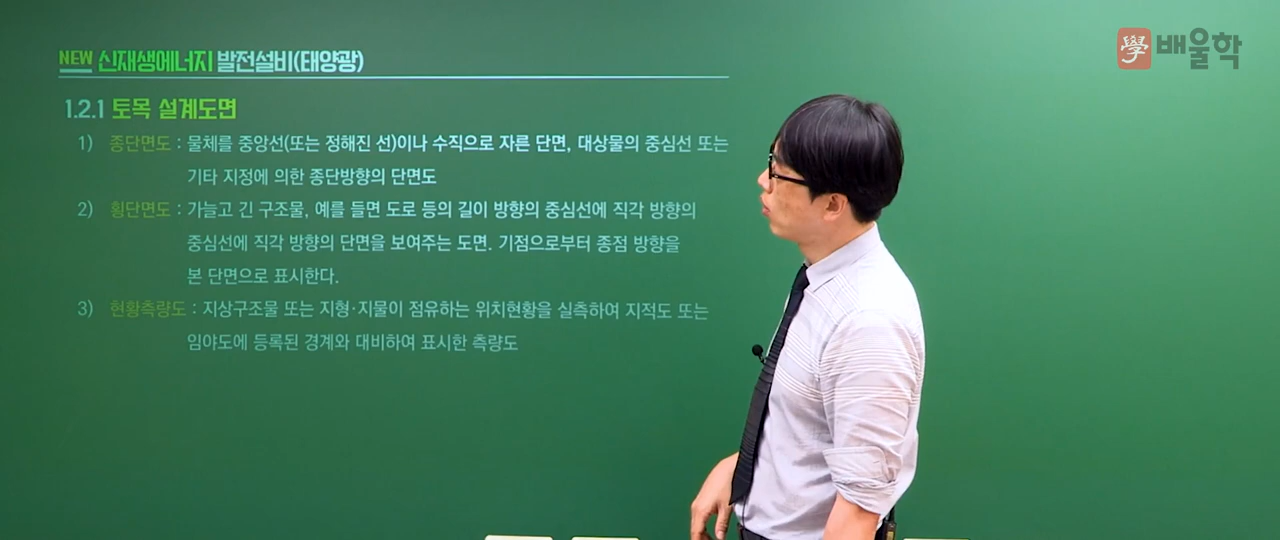 NEW 신재생에너지 발전설비(태양광)
學 배울학
1.2.1 토목 설계도면
1) 종단면도 : 물체를 중앙선(또는 정해진 선)이나 수직으로 자른 단면, 대상물의 중심선 또는
기타 지정에 의한 종단방향의 단면도
2) 횡단면도 : 가늘고 긴 구조물, 예를 들면 도로 등의 길이 방향의 중심선에 직각 방향의
중심선에 직각 방향의 단면을 보여주는 도면. 기점으로부터 종점 방향을
본 단면으로 표시한다.
3) 현황측량도 : 지상구조물 또는 지형·지물이 점유하는 위치현황을 실측하여 지적도 또는
임야도에 등록된 경계와 대비하여 표시한 측량도